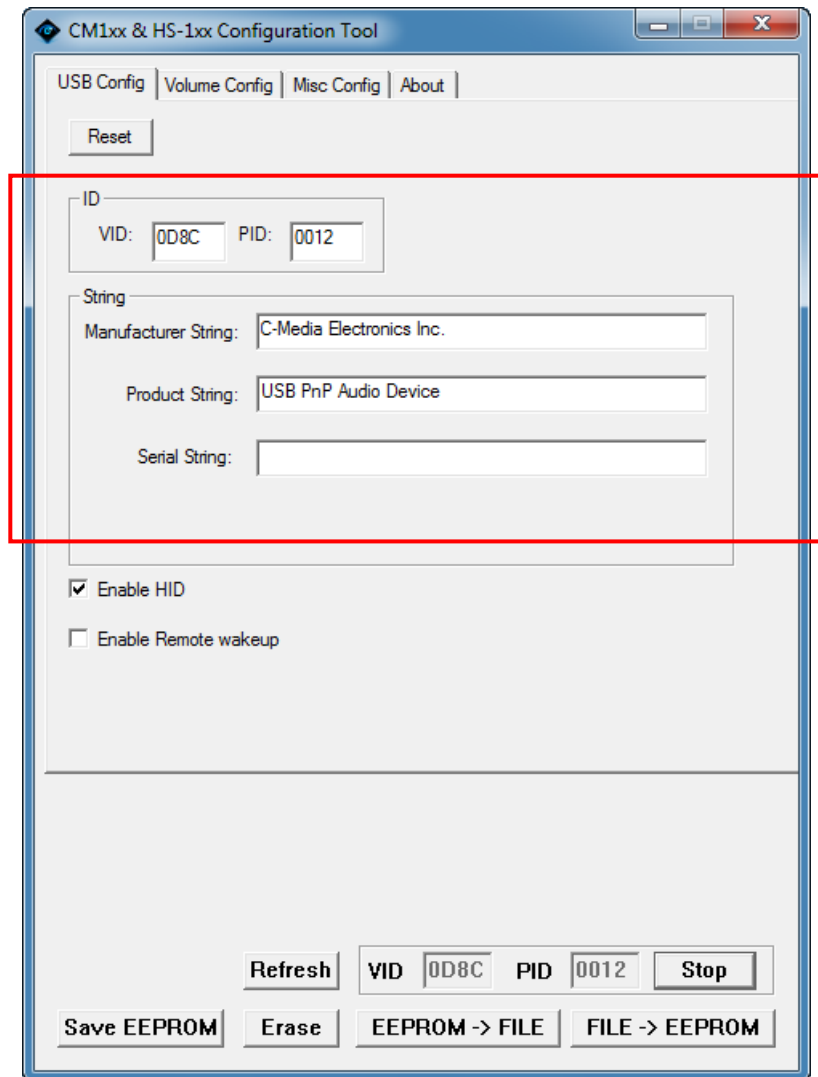 CM1xx & HS-1xx Configuration Tool
USB Config Volume Config Misc Config About
Reset
ID
VID: 0D8C PID: 0012
String
Manufacturer String: C-Media Electronics Inc.
Product String: USB PnP Audio Device
Serial String:
Enable HID
Enable Remote wakeup
Refresh VID 0D8C PID 0012 Stop
Save EEPROM Erase EEPROM -> FILE FILE -> EEPROM